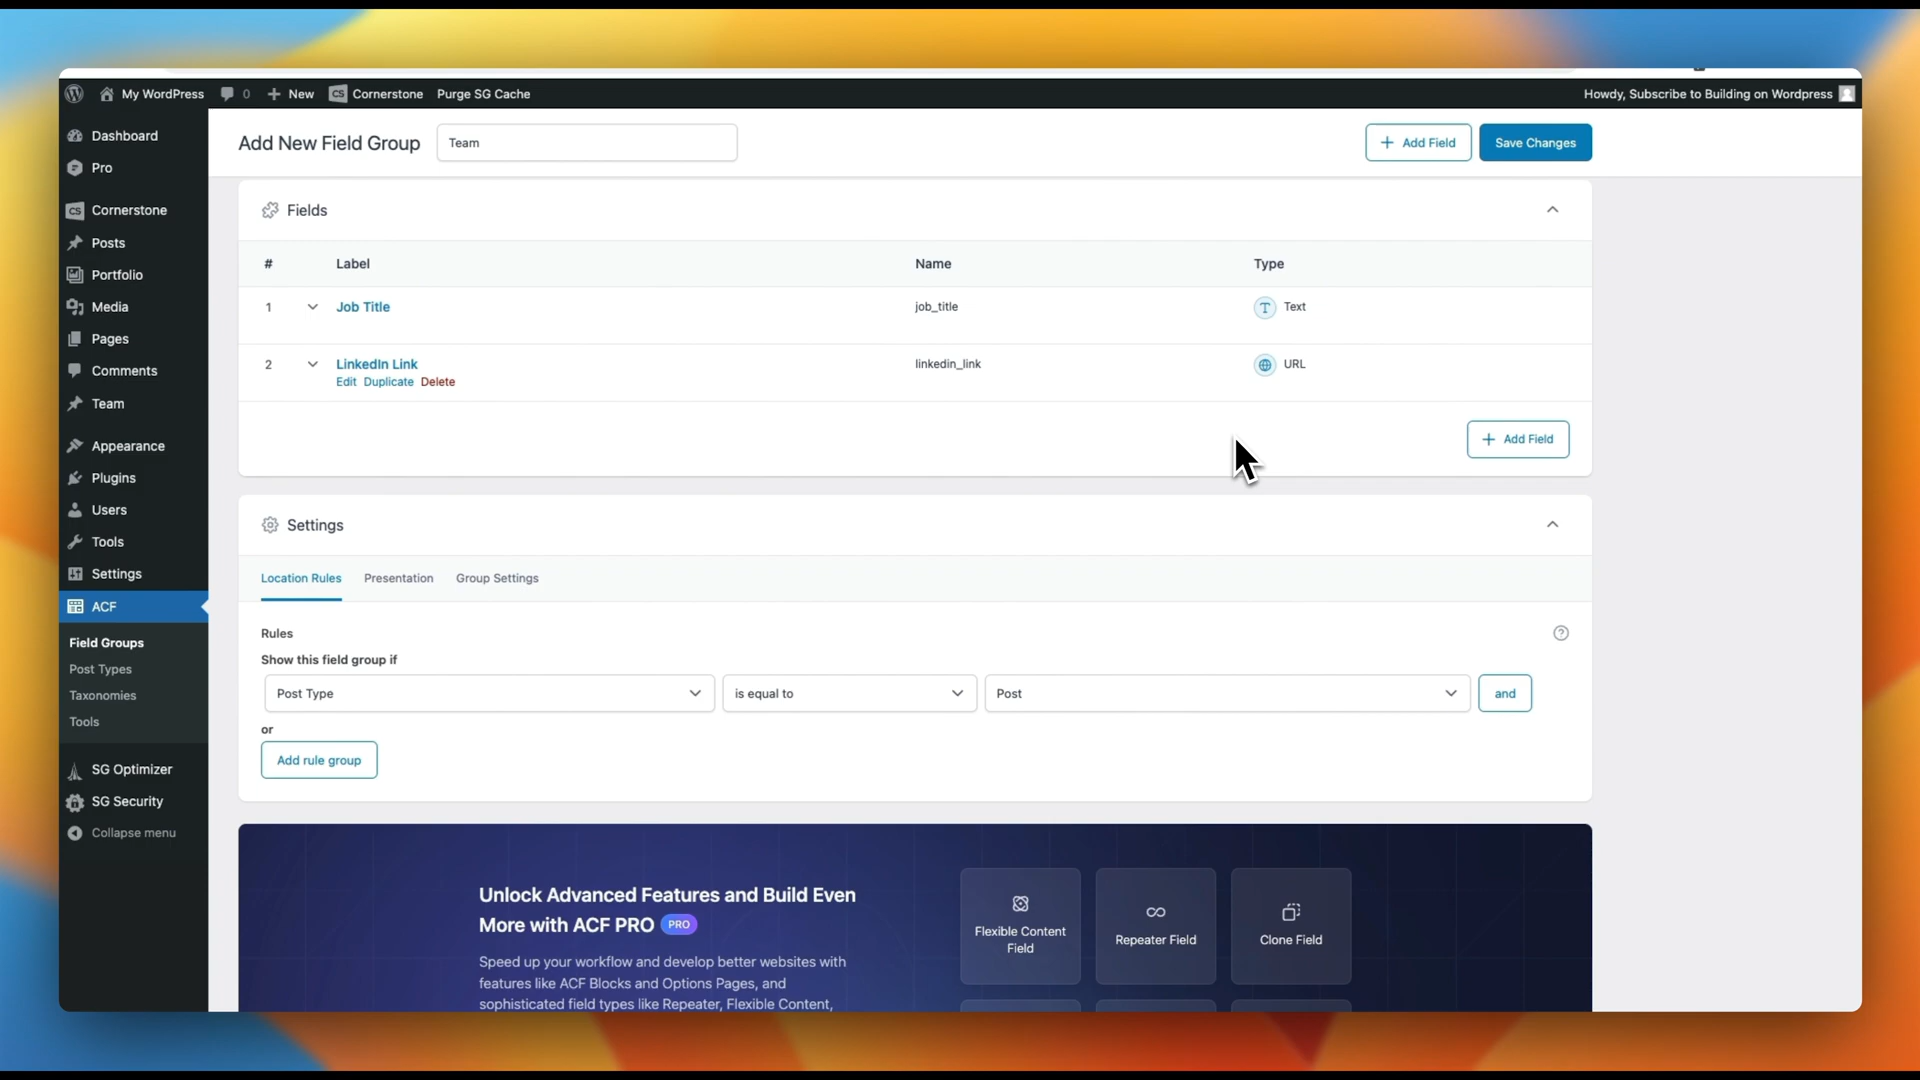 My WordPress 0 New CS Cornerstone Purge SG Cache Howdy, Subscribe to Building on Wordpress
Dashboard
Pro
CS Cornerstone
Posts
Portfolio
Media
Pages
Comments
Team
Appearance
Plugins
Users
Tools
Settings
ACF
Field Groups
Post Types
Taxonomies
Tools
SG Optimizer
SG Security
Collapse menu
Add New Field Group Team + Add Field Save Changes
Fields
# Label Name Type
1 Job Title job_title T Text
2 LinkedIn Link linkedin_link URL
Edit Duplicate Delete
+ Add Field
Settings
Location Rules Presentation Group Settings
Rules ?
Show this field group if
Post Type is equal to Post and
or
Add rule group
Unlock Advanced Features and Build Even
More with ACF PRO PRO
Speed up your workflow and develop better websites with
features like ACF Blocks and Options Pages, and
sophisticated field types like Repeater, Flexible Content,
Flexible Content
Field
Repeater Field
Clone Field